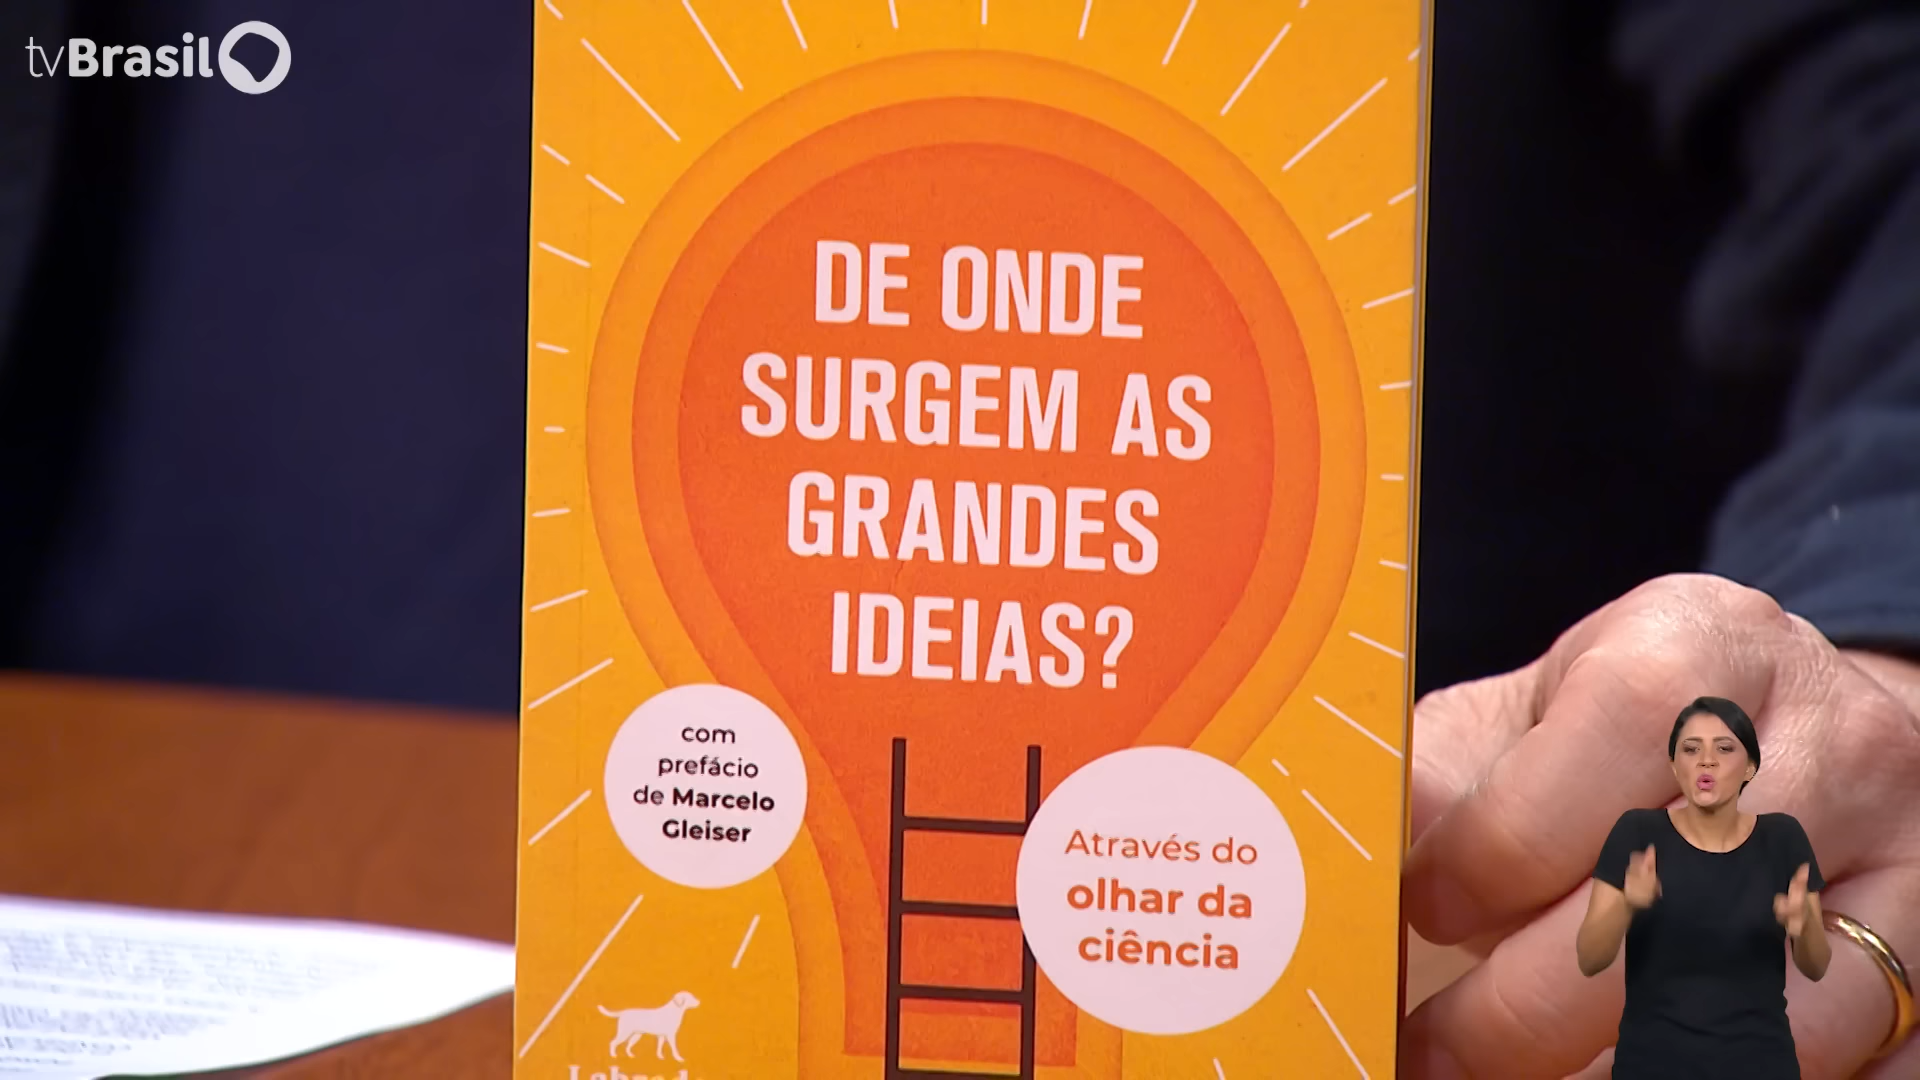 tvBrasil
DE ONDE
SURGEM AS
GRANDES
IDEIAS?
com
prefácio
de Marcelo
Gleiser
Através do
olhar da
ciência